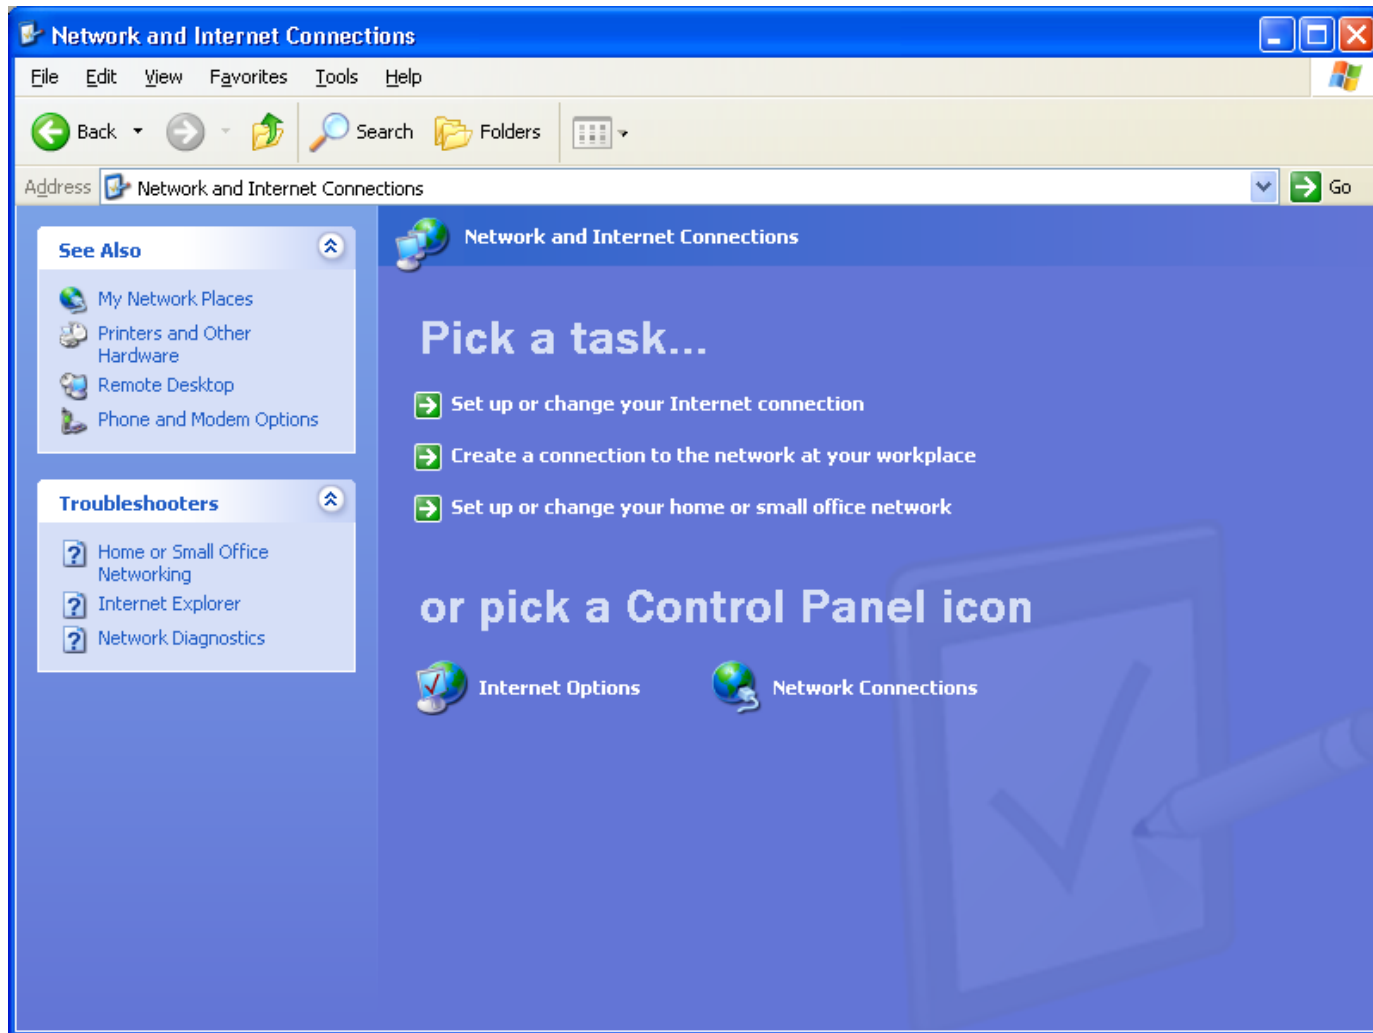 Network and Internet Connections
File Edit View Favorites Tools Help
Back Search Folders
Address Network and Internet Connections Go
See Also
My Network Places
Printers and Other
Hardware
Remote Desktop
Phone and Modem Options
Troubleshooters
Home or Small Office
Networking
Internet Explorer
Network Diagnostics
Network and Internet Connections
Pick a task...
Set up or change your Internet connection
Create a connection to the network at your workplace
Set up or change your home or small office network
or pick a Control Panel icon
Internet Options Network Connections